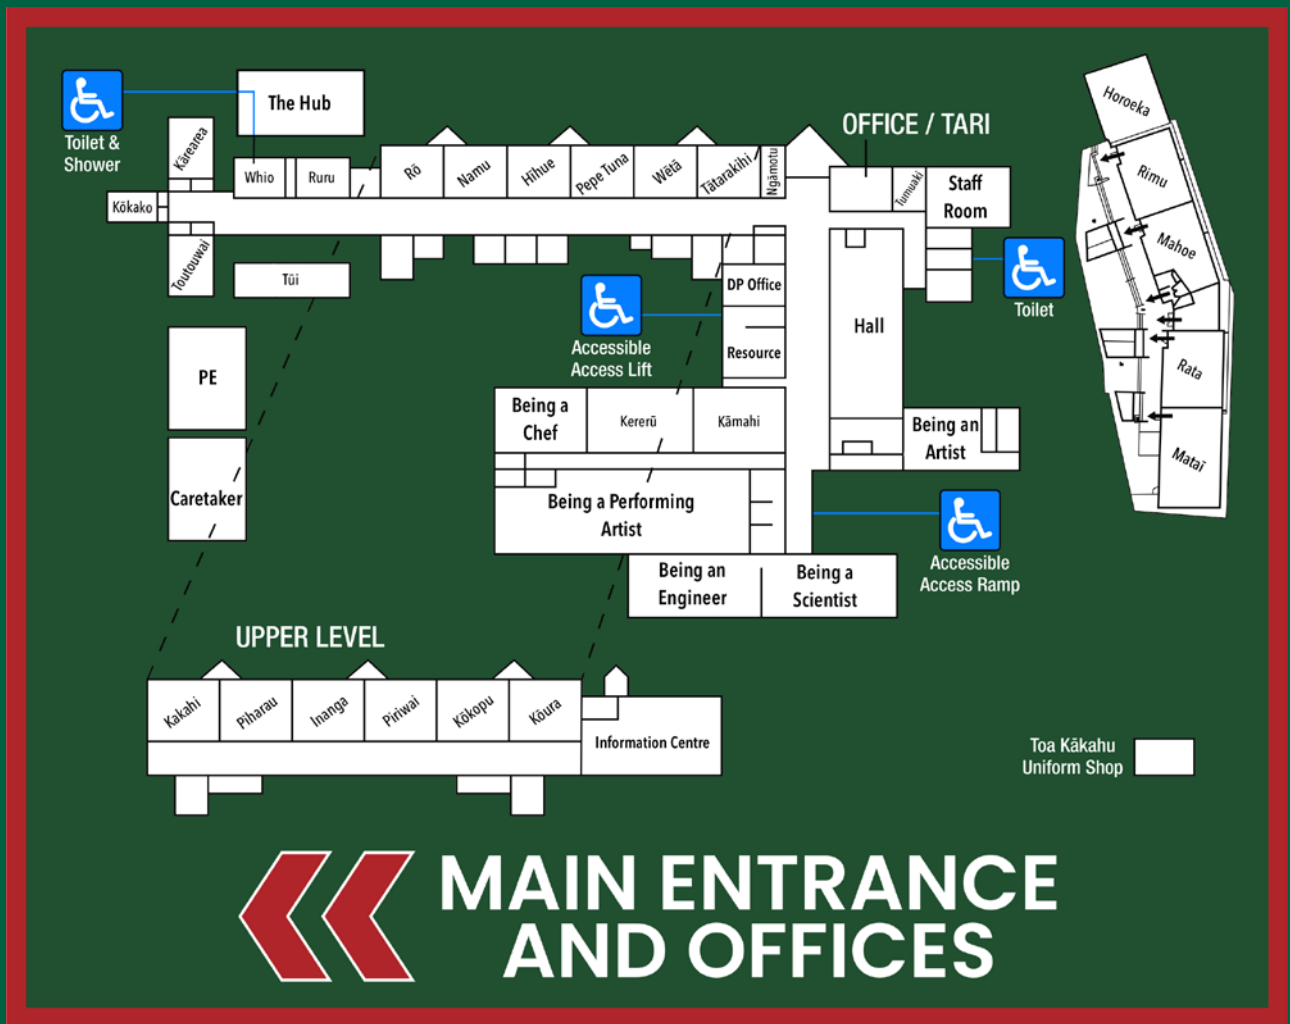 The Hub
OFFICE / TARI
Horoeka
Toilet &
Shower
Kārearea
Whio
Ruru
Rō
Namu
Hīhue
Pepe Tuna
Wētā
Tātarakihi
Ngāmotu
Tumuaki
Staff
Room
Rimu
Kōkako
Toutouwai
Tūi
Mahoe
DP Office
Toilet
Hall
Accessible
Access Lift
Resource
PE
Rata
Being a
Chef
Kererū
Kāmahi
Being an
Artist
Mataī
Caretaker
Being a Performing
Artist
Accessible
Access Ramp
Being an
Engineer
Being a
Scientist
UPPER LEVEL
Kakahi
Piharau
Inanga
Piriwai
Kōkopu
Kōura
Information Centre
Toa Kākahu
Uniform Shop
MAIN ENTRANCE
AND OFFICES